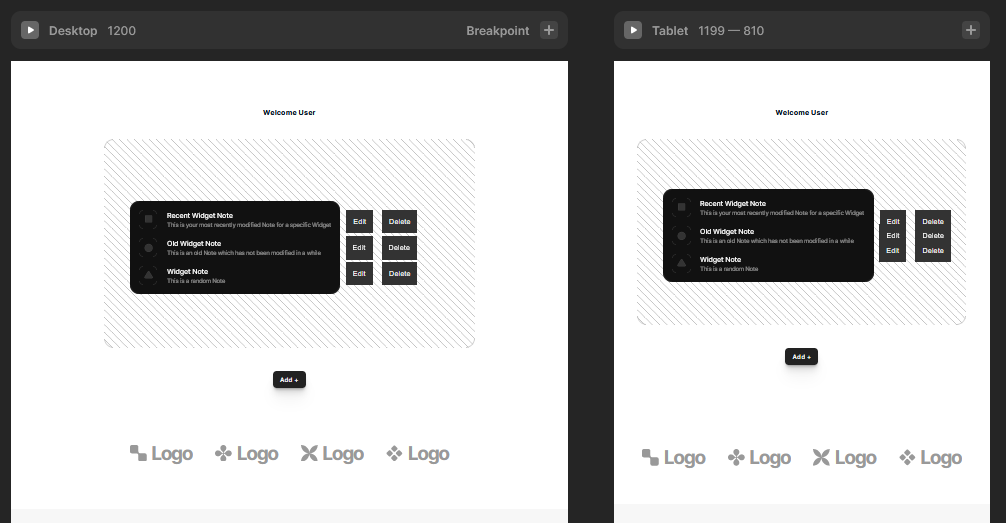 Desktop 1200 Breakpoint
Welcome User
Recent Widget Note
This is your most recently modified Note for a specific Widget
Edit Delete
Old Widget Note
This is an old Note which has not been modified in a while
Edit Delete
Widget Note
This is a random Note
Edit Delete
Add +
Logo Logo Logo Logo
Tablet 1199 — 810
Welcome User
Recent Widget Note
This is your most recently modified Note for a specific Widget
Edit Delete
Old Widget Note
This is an old Note which has not been modified in a while
Edit Delete
Widget Note
This is a random Note
Edit Delete
Add +
Logo Logo Logo Logo